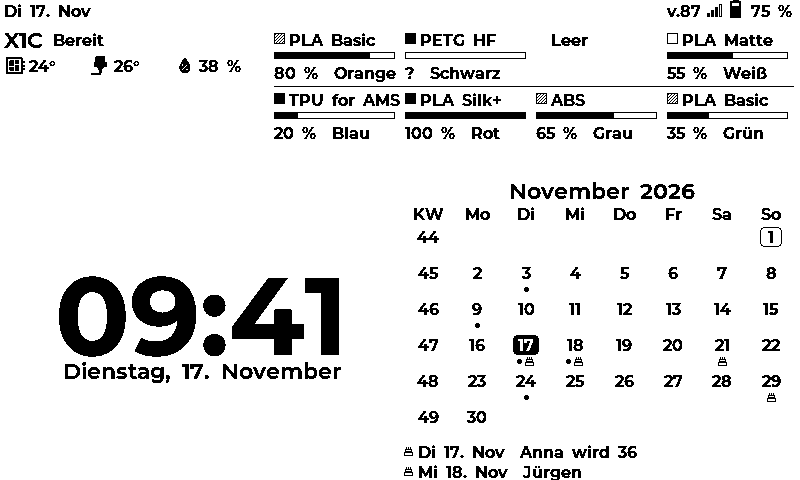 Di 17. Nov
v.87 75 %
X1C Bereit
24° 26° 38 %
PLA Basic PETG HF Leer PLA Matte
80 % Orange ? Schwarz 55 % Weiß
TPU for AMS PLA Silk+ ABS PLA Basic
20 % Blau 100 % Rot 65 % Grau 35 % Grün
09:41
Dienstag, 17. November
November 2026
KW Mo Di Mi Do Fr Sa So
44 1
45 2 3 4 5 6 7 8
46 9 10 11 12 13 14 15
47 16 17 18 19 20 21 22
48 23 24 25 26 27 28 29
49 30
Di 17. Nov Anna wird 36
Mi 18. Nov Jürgen